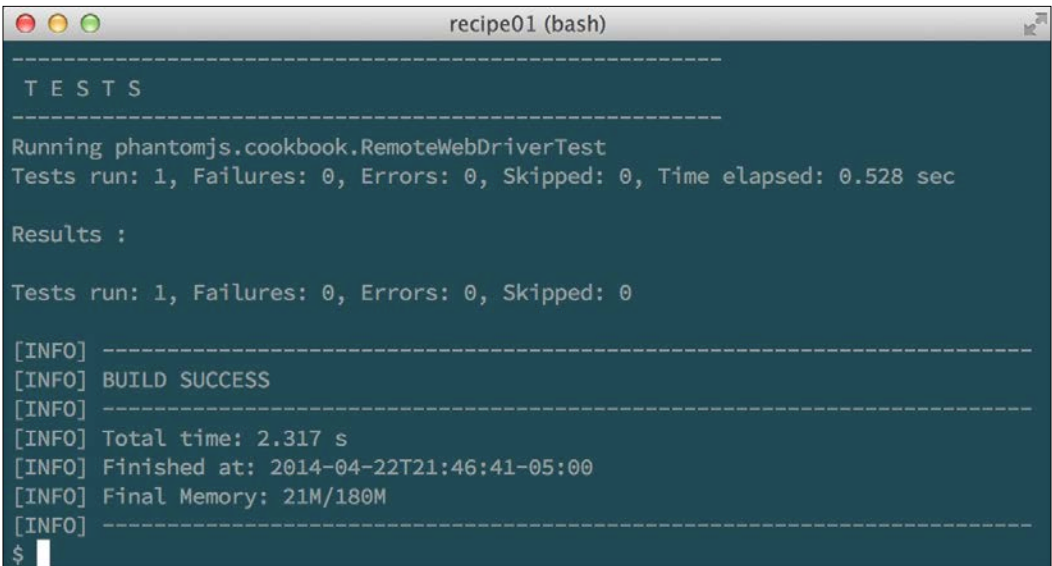 recipe01 (bash)
-------------------------------------------------------
T E S T S
-------------------------------------------------------
Running phantomjs.cookbook.RemoteWebDriverTest
Tests run: 1, Failures: 0, Errors: 0, Skipped: 0, Time elapsed: 0.528 sec
Results :
Tests run: 1, Failures: 0, Errors: 0, Skipped: 0
[INFO] ------------------------------------------------------------------------
[INFO] BUILD SUCCESS
[INFO] ------------------------------------------------------------------------
[INFO] Total time: 2.317 s
[INFO] Finished at: 2014-04-22T21:46:41-05:00
[INFO] Final Memory: 21M/180M
[INFO] ------------------------------------------------------------------------
$